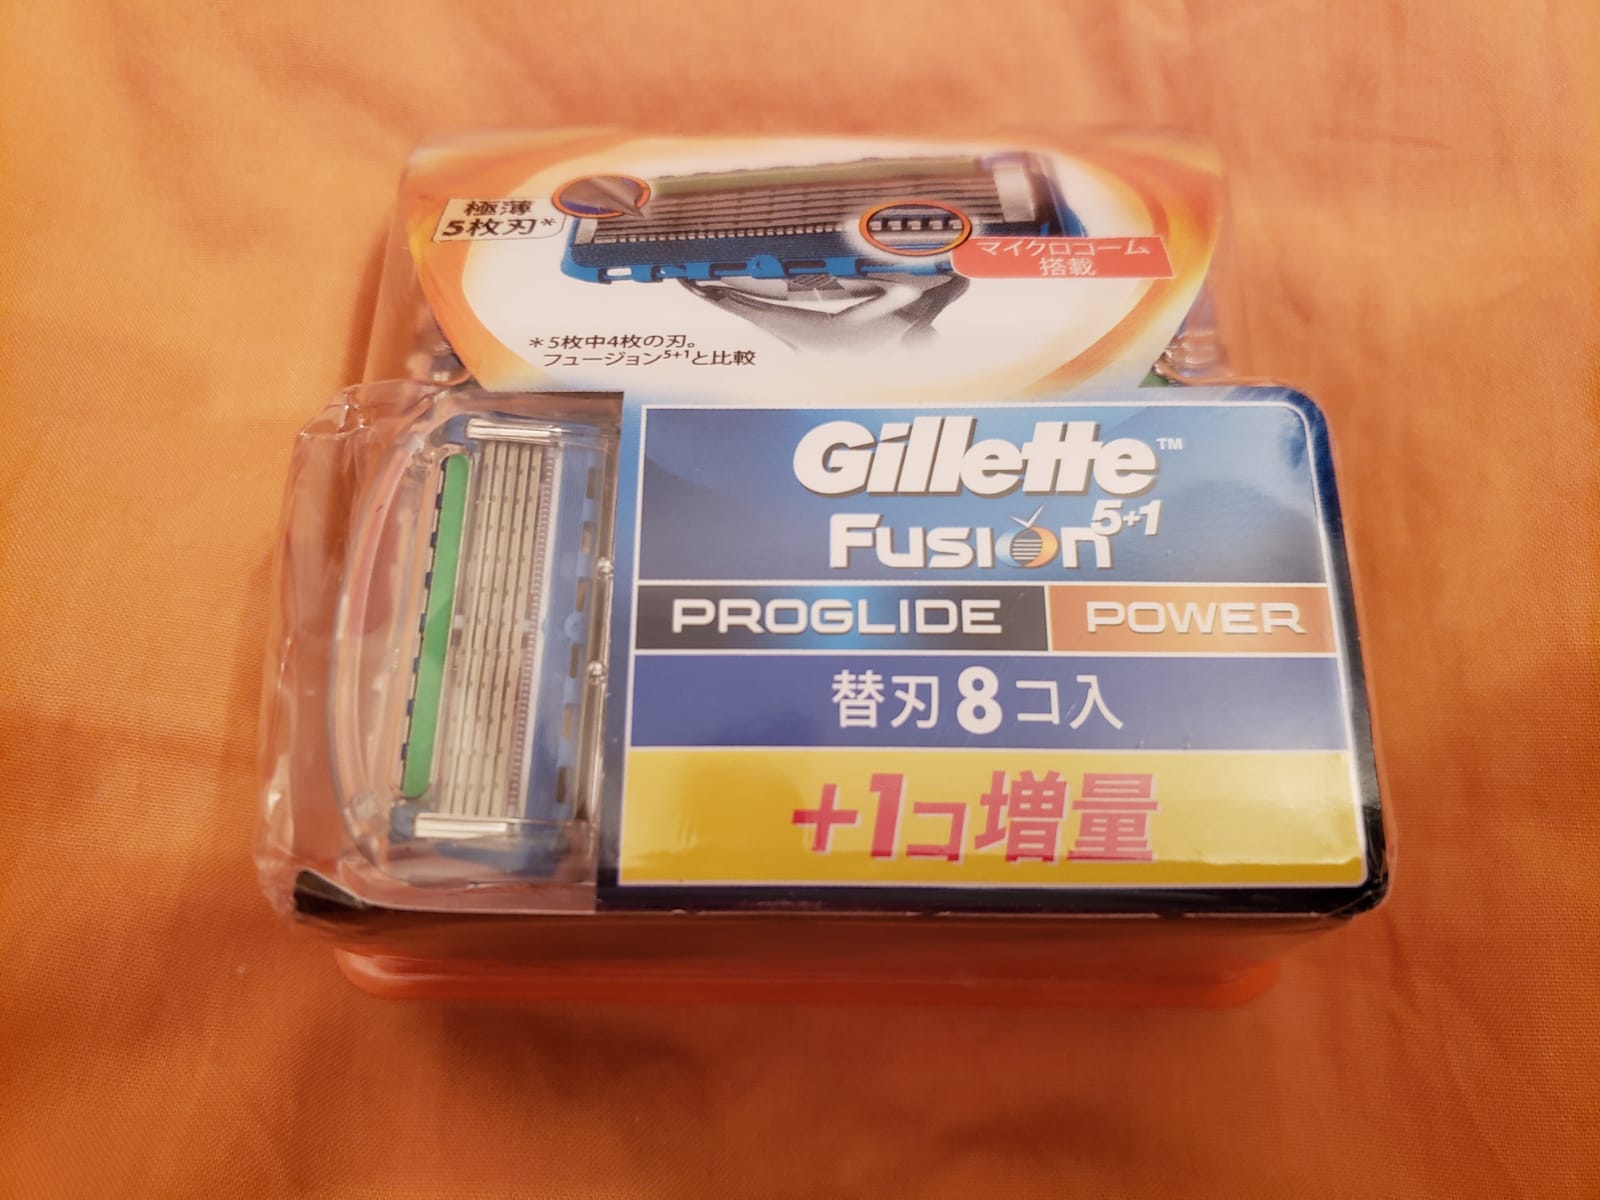 極薄
5枚刃*
マイクロコーム
搭載
*5枚中4枚の刃。
フュージョン5+1と比較
Gillette™
Fusion5+1
PROGLIDE POWER
替刃8コ入
+1コ増量